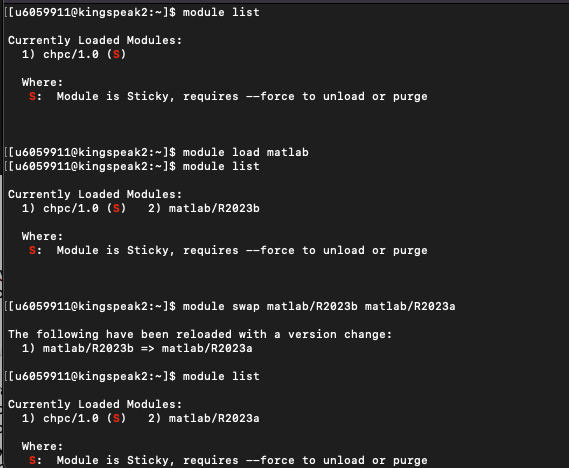 [[u6059911@kingspeak2:~]$ module list
Currently Loaded Modules:
1) chpc/1.0 (S)
Where:
S: Module is Sticky, requires --force to unload or purge
[[u6059911@kingspeak2:~]$ module load matlab
[[u6059911@kingspeak2:~]$ module list
Currently Loaded Modules:
1) chpc/1.0 (S) 2) matlab/R2023b
Where:
S: Module is Sticky, requires --force to unload or purge
[[u6059911@kingspeak2:~]$ module swap matlab/R2023b matlab/R2023a
The following have been reloaded with a version change:
1) matlab/R2023b => matlab/R2023a
[[u6059911@kingspeak2:~]$ module list
Currently Loaded Modules:
1) chpc/1.0 (S) 2) matlab/R2023a
Where:
S: Module is Sticky, requires --force to unload or purge